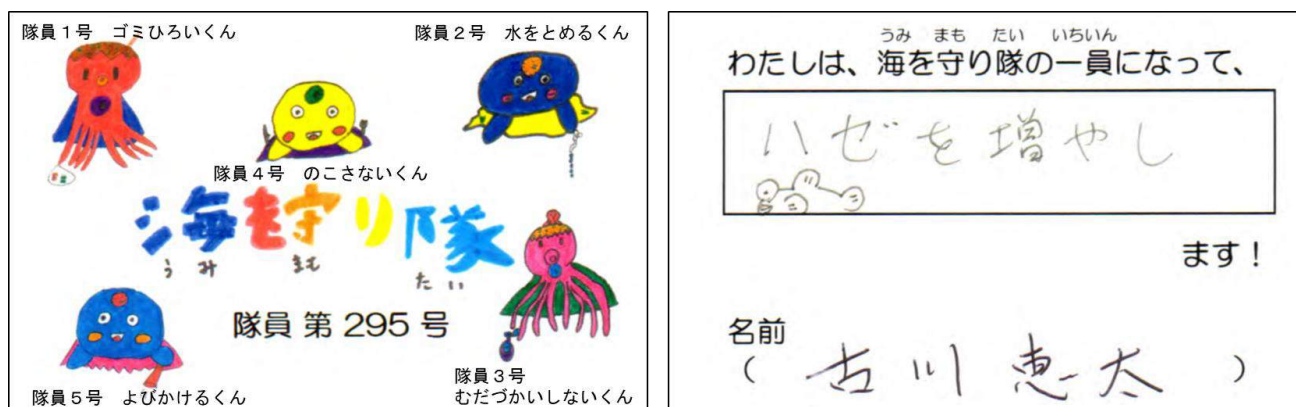 隊員1号 ゴミひろいくん
隊員2号 水をとめるくん
隊員4号 のこさないくん
海を守り隊
うみ まも たい
隊員 第 295 号
隊員5号 よびかけるくん
隊員3号
むだづかいしないくん
うみ まも たい いちいん
わたしは、海を守り隊の一員になって、
ハゼを増やし
ます!
名前
( 古川 恵太 )